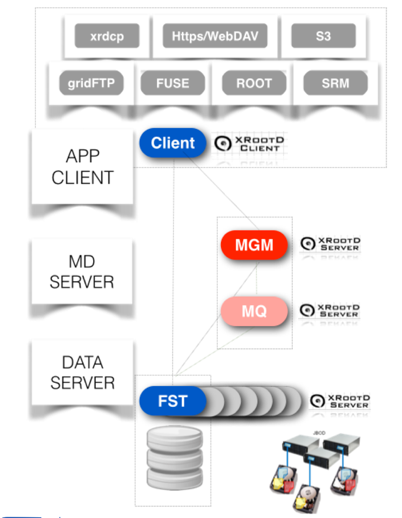 xrdcp
Https/WebDAV
S3
gridFTP
FUSE
ROOT
SRM
APP
CLIENT
Client
XROOTD
CLIENT
MD
SERVER
MGM
XROOTD
SERVER
MQ
XROOTD
SERVER
DATA
SERVER
FST
XROOTD
SERVER
JBOD